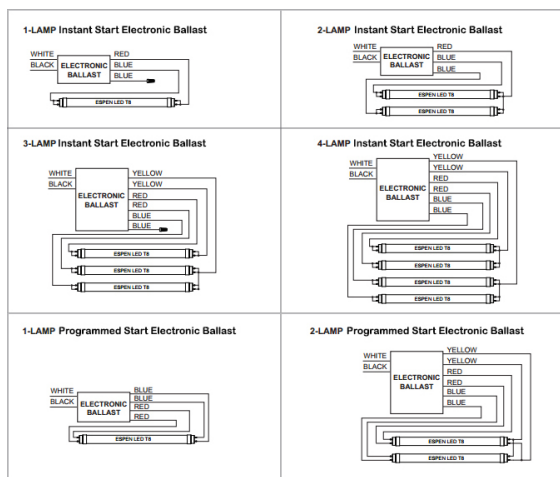 1-LAMP Instant Start Electronic Ballast
WHITE
BLACK
ELECTRONIC
BALLAST
RED
BLUE
BLUE
ESPEN LED T8
2-LAMP Instant Start Electronic Ballast
WHITE
BLACK
ELECTRONIC
BALLAST
RED
BLUE
BLUE
ESPEN LED T8
ESPEN LED T8
3-LAMP Instant Start Electronic Ballast
WHITE
BLACK
ELECTRONIC
BALLAST
YELLOW
YELLOW
RED
RED
BLUE
BLUE
ESPEN LED T8
ESPEN LED T8
ESPEN LED T8
4-LAMP Instant Start Electronic Ballast
WHITE
BLACK
ELECTRONIC
BALLAST
YELLOW
YELLOW
RED
RED
BLUE
BLUE
ESPEN LED T8
ESPEN LED T8
ESPEN LED T8
ESPEN LED T8
1-LAMP Programmed Start Electronic Ballast
WHITE
BLACK
ELECTRONIC
BALLAST
BLUE
BLUE
RED
RED
ESPEN LED T8
2-LAMP Programmed Start Electronic Ballast
WHITE
BLACK
ELECTRONIC
BALLAST
YELLOW
YELLOW
RED
RED
BLUE
BLUE
ESPEN LED T8
ESPEN LED T8